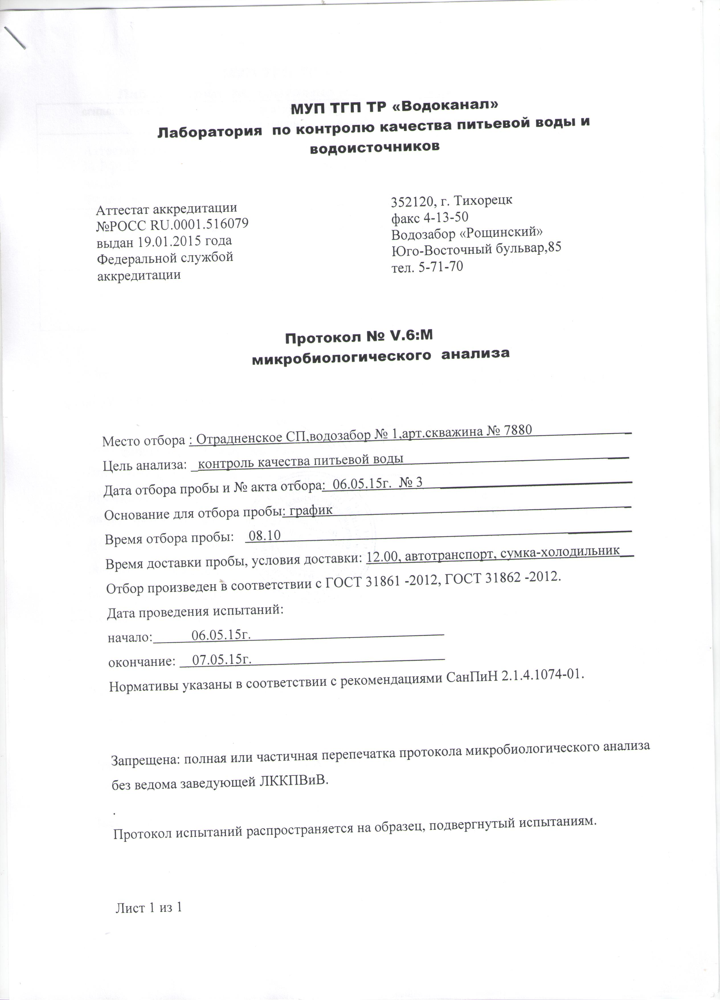 МУП ТГП ТР «Водоканал»
Лаборатория по контролю качества питьевой воды и
водоисточников
Аттестат аккредитации
№РОСС RU.0001.516079
выдан 19.01.2015 года
Федеральной службой
аккредитации
352120, г. Тихорецк
факс 4-13-50
Водозабор «Рощинский»
Юго-Восточный бульвар,85
тел. 5-71-70
Протокол № V.6:М
микробиологического анализа
Место отбора : Отрадненское СП,водозабор № 1,арт.скважина № 7880
Цель анализа: контроль качества питьевой воды
Дата отбора пробы и № акта отбора: 06.05.15г. № 3
Основание для отбора пробы: график
Время отбора пробы: 08.10
Время доставки пробы, условия доставки: 12.00, автотранспорт, сумка-холодильник
Отбор произведен в соответствии с ГОСТ 31861 -2012, ГОСТ 31862 -2012.
Дата проведения испытаний:
начало: 06.05.15г.
окончание: 07.05.15г.
Нормативы указаны в соответствии с рекомендациями СанПиН 2.1.4.1074-01.
Запрещена: полная или частичная перепечатка протокола микробиологического анализа
без ведома заведующей ЛККПВиВ.
.
Протокол испытаний распространяется на образец, подвергнутый испытаниям.
Лист 1 из 1